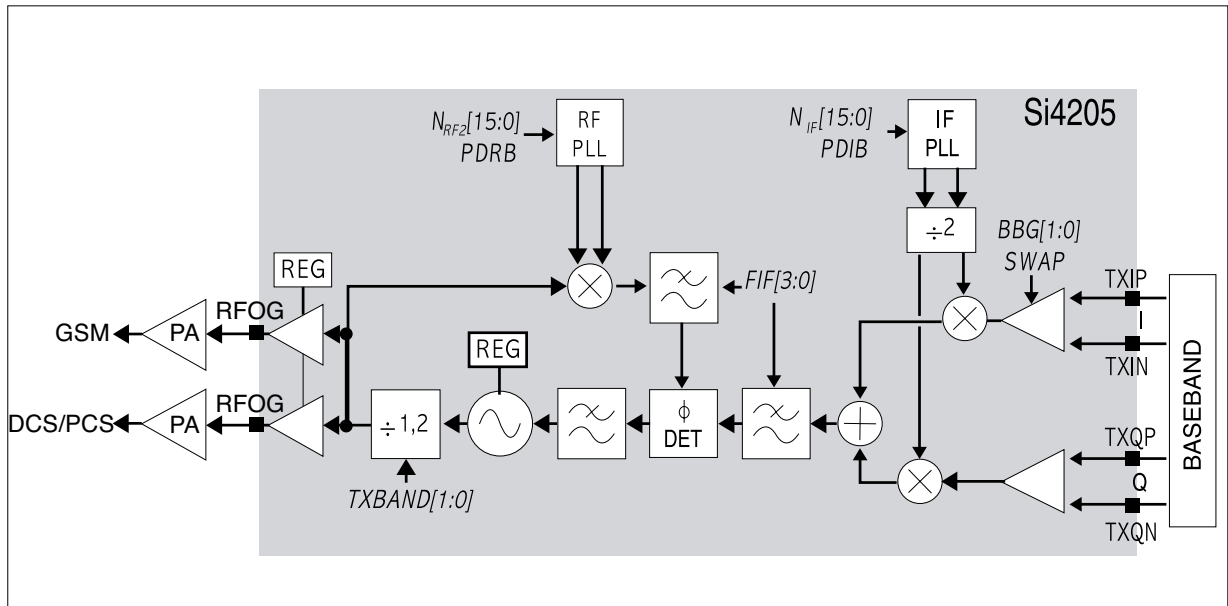 Si4205
N_RF2[15:0]
PDRB
RF
PLL
N_IF[15:0]
PDIB
IF
PLL
÷2
BBG[1:0]
SWAP
TXIP
I
TXIN
REG
FIF[3:0]
GSM
PA
RFOG
REG
DCS/PCS
PA
RFOG
÷1,2
ϕ
DET
TXBAND[1:0]
TXQP
Q
TXQN
BASEBAND